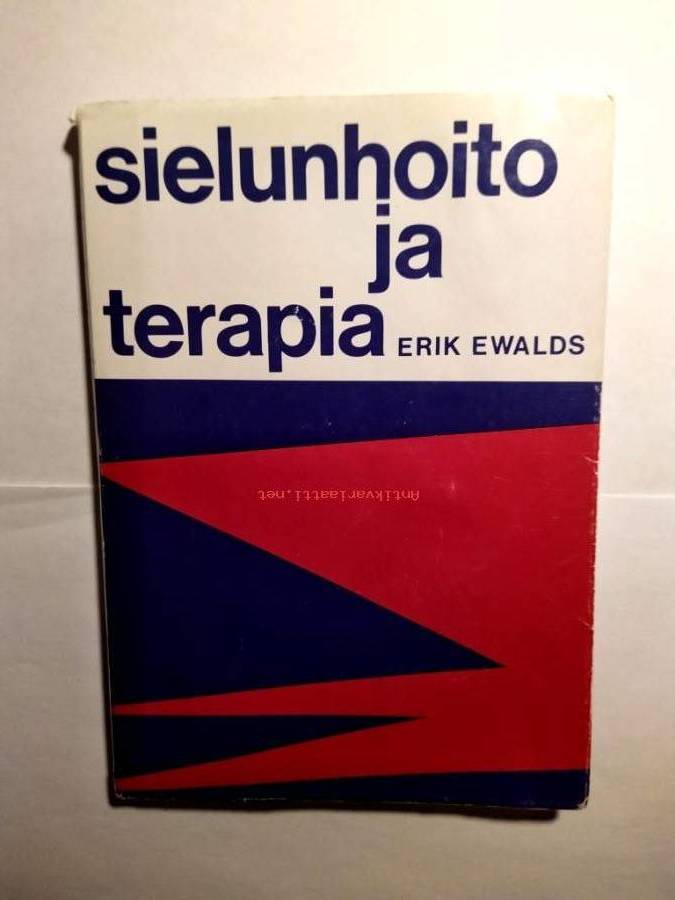 sielunhoito
ja
terapia ERIK EWALDS
Antikvariaatti.net